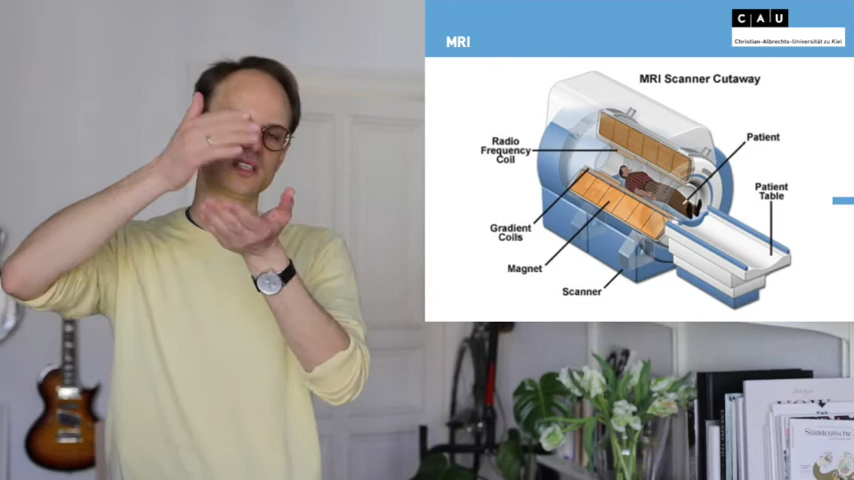 C A U
Christian-Albrechts-Universität zu Kiel
MRI
MRI Scanner Cutaway
Radio
Frequency
Coil
Patient
Patient
Table
Gradient
Coils
Magnet
Scanner
Süddeutsche